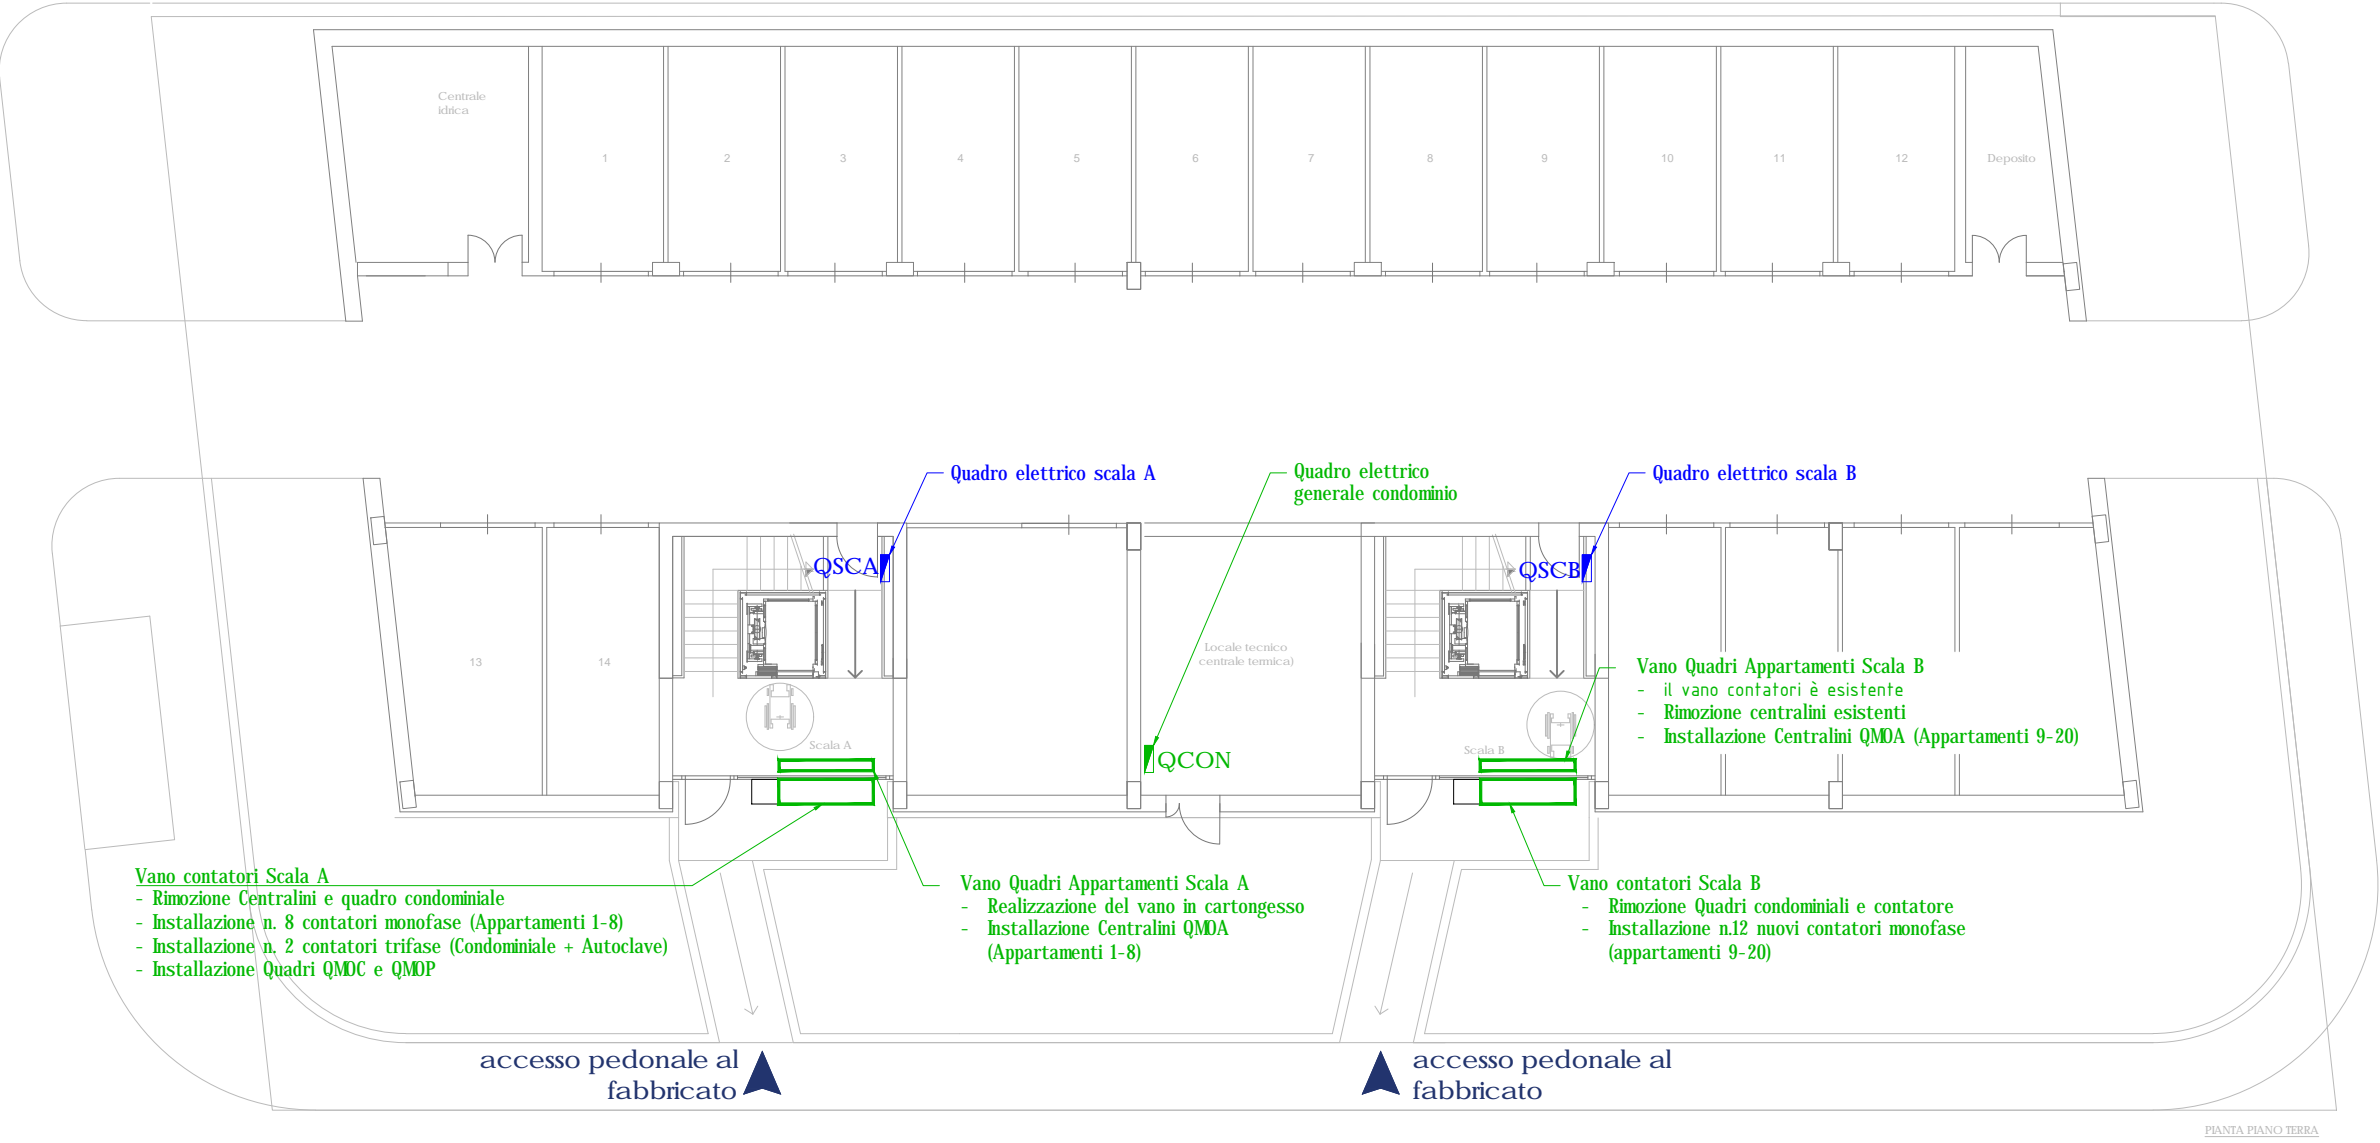 Centrale
idrica
1
2
3
4
5
6
7
8
9
10
11
12
Deposito
Quadro elettrico scala A
Quadro elettrico
generale condominio
Quadro elettrico scala B
QSCA
QSCB
13
14
Locale tecnico
centrale termica)
Vano Quadri Appartamenti Scala B
- il vano contatori è esistente
- Rimozione centralini esistenti
- Installazione Centralini QMOA (Appartamenti 9-20)
Scala A
Scala B
QCON
Vano contatori Scala A
- Rimozione Centralini e quadro condominiale
- Installazione n. 8 contatori monofase (Appartamenti 1-8)
- Installazione n. 2 contatori trifase (Condominiale + Autoclave)
- Installazione Quadri QMOC e QMOP
Vano Quadri Appartamenti Scala A
- Realizzazione del vano in cartongesso
- Installazione Centralini QMOA
(Appartamenti 1-8)
Vano contatori Scala B
- Rimozione Quadri condominiali e contatore
- Installazione n.12 nuovi contatori monofase
(appartamenti 9-20)
accesso pedonale al
fabbricato
accesso pedonale al
fabbricato
PIANTA PIANO TERRA